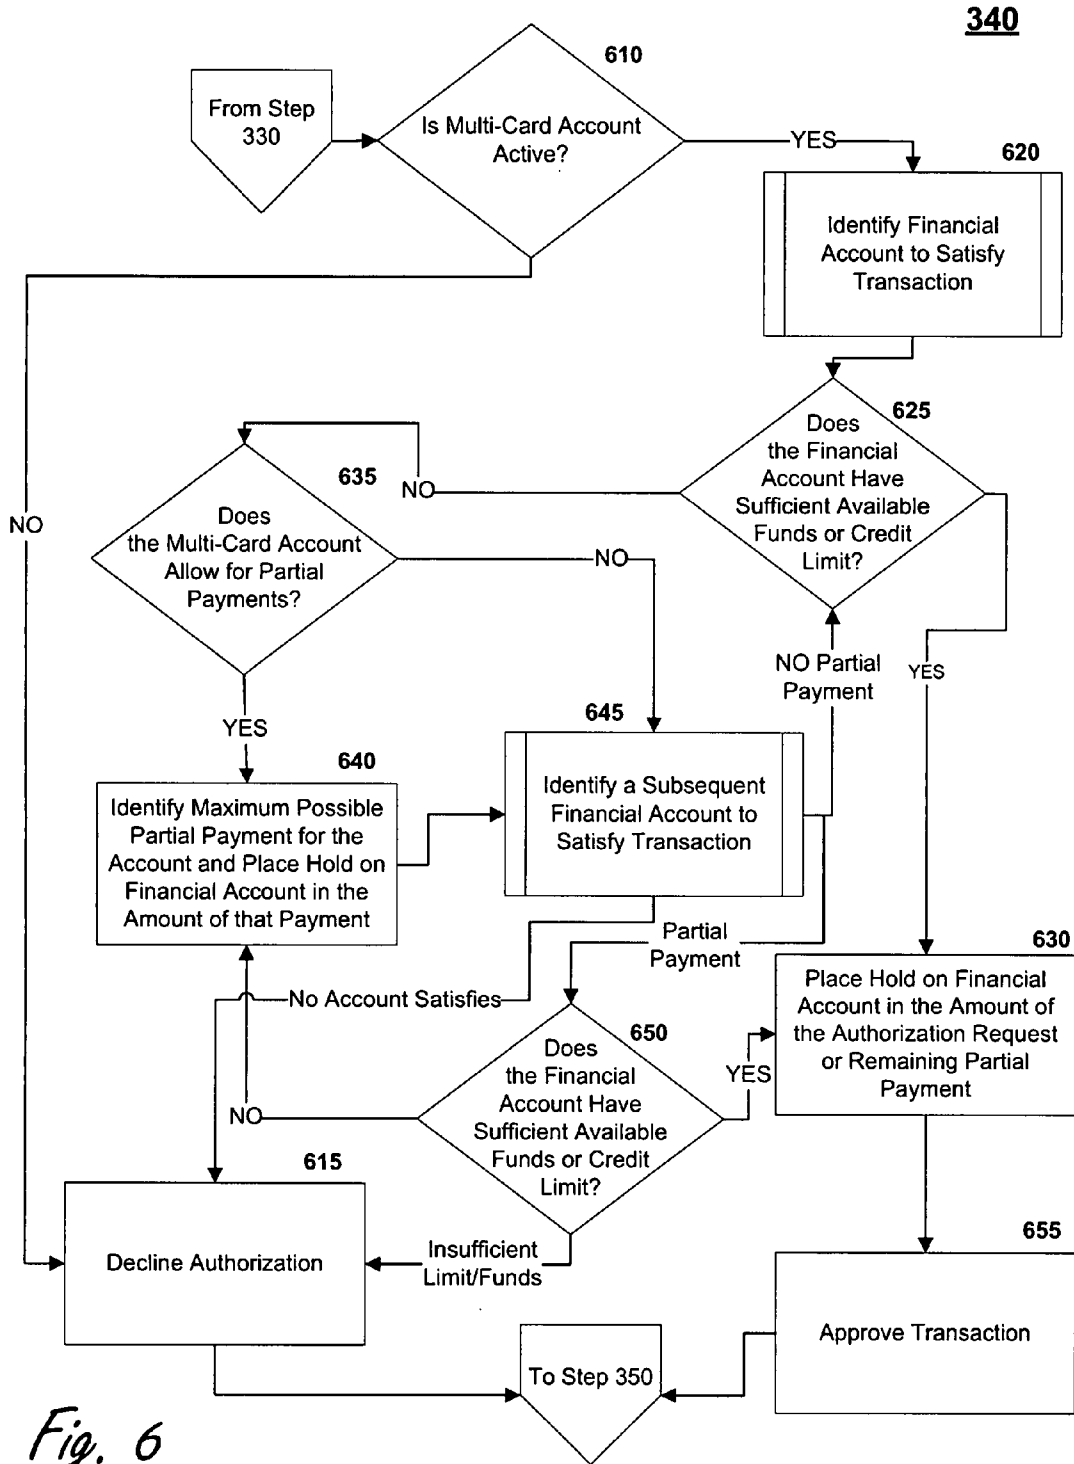 340
610
From Step
330
Is Multi-Card Account
Active?
YES
620
Identify Financial
Account to Satisfy
Transaction
625
Does
the Financial
Account Have
Sufficient Available
Funds or Credit
Limit?
NO
635
Does
the Multi-Card Account
Allow for Partial
Payments?
NO
NO
NO Partial
Payment
YES
YES
645
640
Identify Maximum Possible
Partial Payment for the
Account and Place Hold on
Financial Account in the
Amount of that Payment
Identify a Subsequent
Financial Account to
Satisfy Transaction
Partial
Payment
630
Place Hold on Financial
Account in the Amount of
the Authorization Request
or Remaining Partial
Payment
No Account Satisfies
650
Does
the Financial
Account Have
Sufficient Available
Funds or Credit
Limit?
YES
NO
615
Decline Authorization
Insufficient
Limit/Funds
655
Approve Transaction
To Step 350
Fig. 6